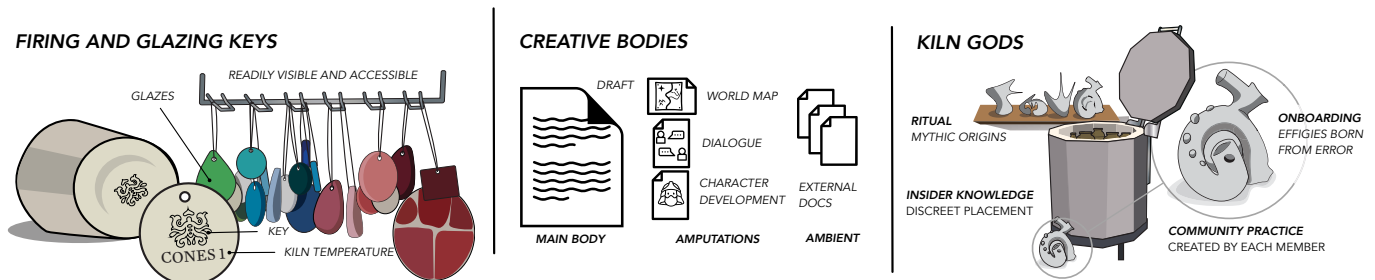 FIRING AND GLAZING KEYS
READILY VISIBLE AND ACCESSIBLE
GLAZES
KEY
CONES 1
KILN TEMPERATURE
CREATIVE BODIES
DRAFT
WORLD MAP
DIALOGUE
CHARACTER
DEVELOPMENT
EXTERNAL
DOCS
MAIN BODY
AMPUTATIONS
AMBIENT
KILN GODS
RITUAL
MYTHIC ORIGINS
ONBOARDING
EFFIGIES BORN
FROM ERROR
INSIDER KNOWLEDGE
DISCREET PLACEMENT
COMMUNITY PRACTICE
CREATED BY EACH MEMBER